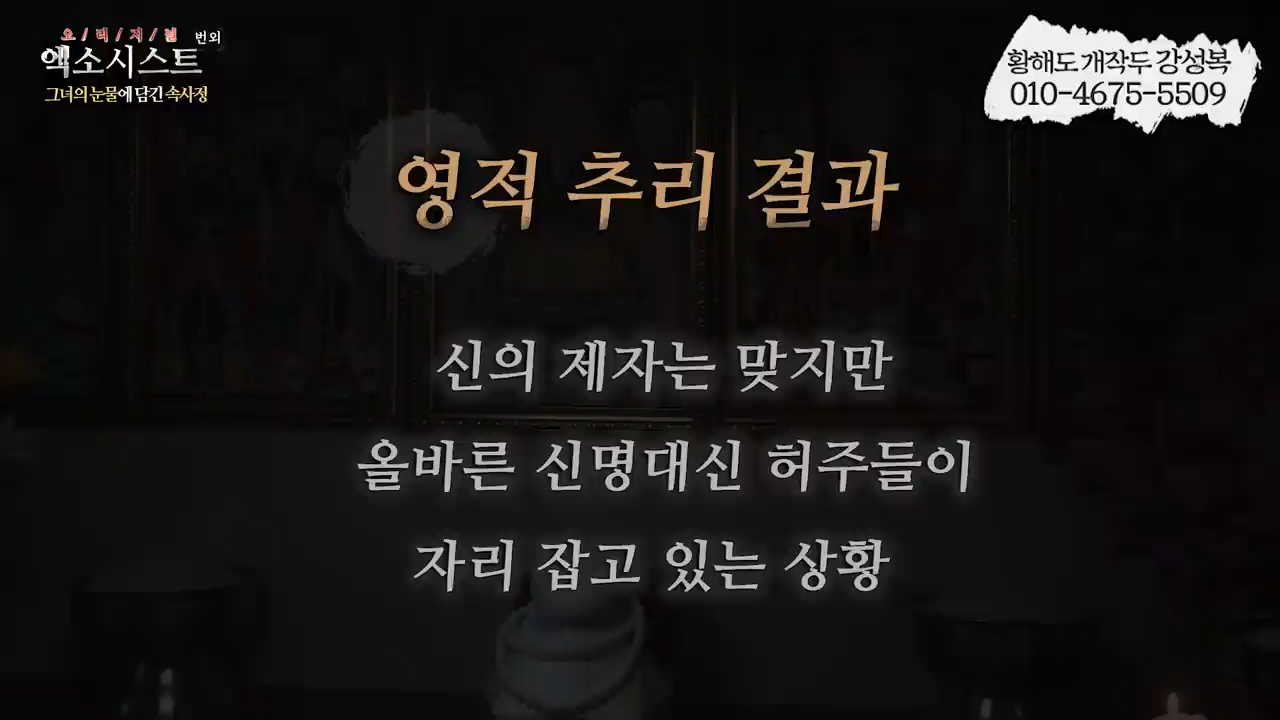 오/리/지/널 번외
엑소시스트
그녀의 눈물에 담긴 속사정
황해도 개작두 강성복
010-4675-5509
영적 추리 결과
신의 제자는 맞지만
올바른 신명대신 허주들이
자리 잡고 있는 상황